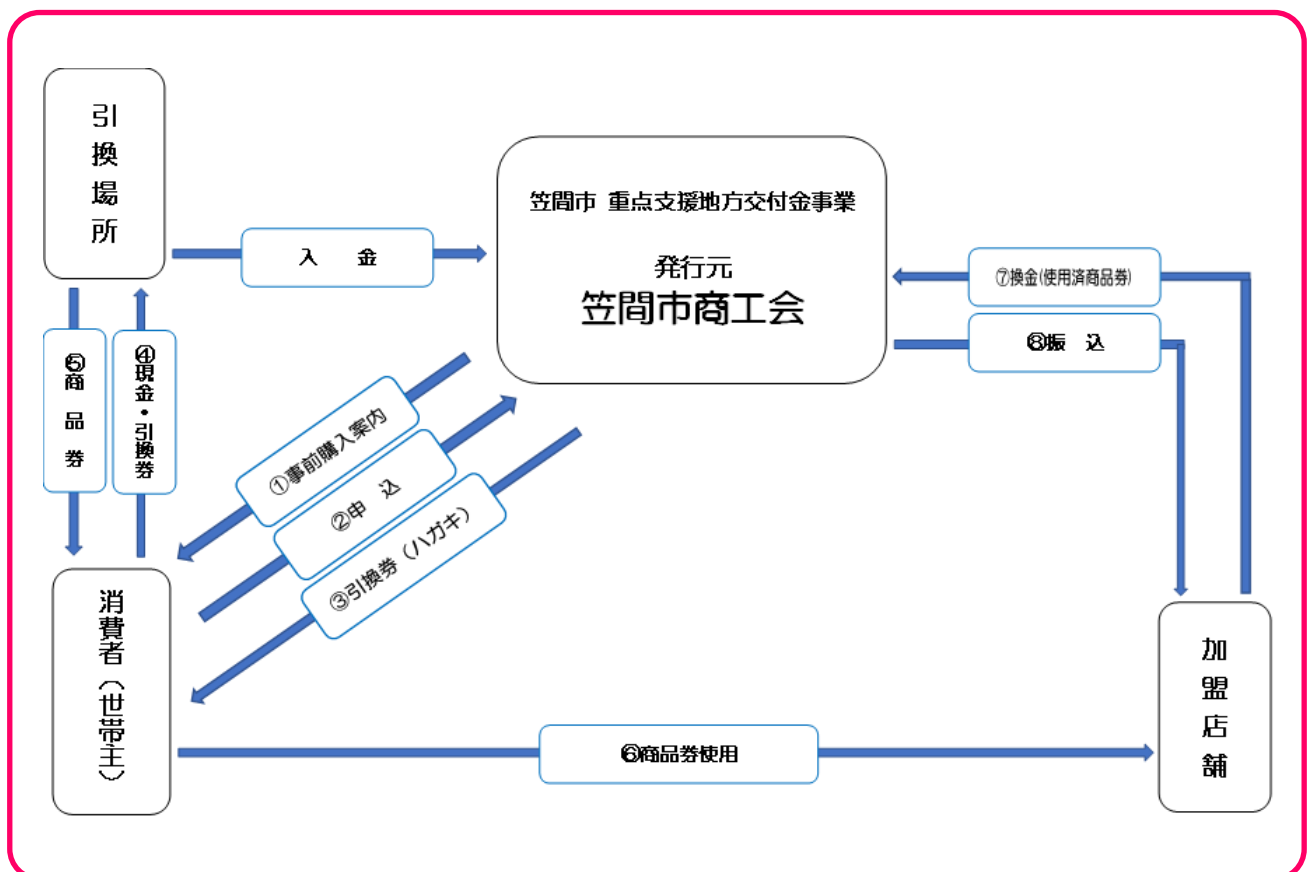 引換場所
笠間市 重点支援地方交付金事業
発行元
笠間市商工会
入 金
⑦換金(使用済商品券)
⑧振 込
⑤商品券
④現金・引換券
①事前購入案内
②申 込
③引換券（ハガキ）
消費者（世帯主）
加盟店舗
⑥商品券使用